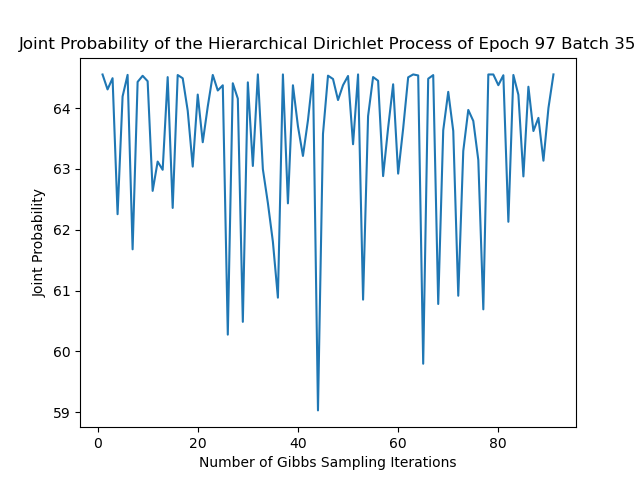 Joint Probability of the Hierarchical Dirichlet Process of Epoch 97 Batch 35
64
63
62
61
60
59
Joint Probability
0 20 40 60 80
Number of Gibbs Sampling Iterations